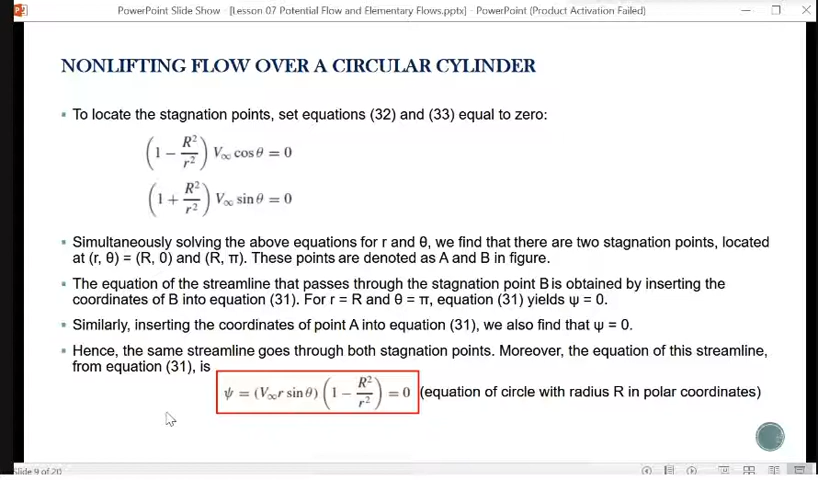 PowerPoint Slide Show - [Lesson 07 Potential Flow and Elementary Flows.pptx] - PowerPoint (Product Activation Failed)
NONLIFTING FLOW OVER A CIRCULAR CYLINDER
▪ To locate the stagnation points, set equations (32) and (33) equal to zero:
(1 − R²/r²) V∞ cos θ = 0
(1 + R²/r²) V∞ sin θ = 0
▪ Simultaneously solving the above equations for r and θ, we find that there are two stagnation points, located
at (r, θ) = (R, 0) and (R, π). These points are denoted as A and B in figure.
▪ The equation of the streamline that passes through the stagnation point B is obtained by inserting the
coordinates of B into equation (31). For r = R and θ = π, equation (31) yields ψ = 0.
▪ Similarly, inserting the coordinates of point A into equation (31), we also find that ψ = 0.
▪ Hence, the same streamline goes through both stagnation points. Moreover, the equation of this streamline,
from equation (31), is
ψ = (V∞r sin θ) (1 − R²/r²) = 0 (equation of circle with radius R in polar coordinates)
Slide 9 of 20